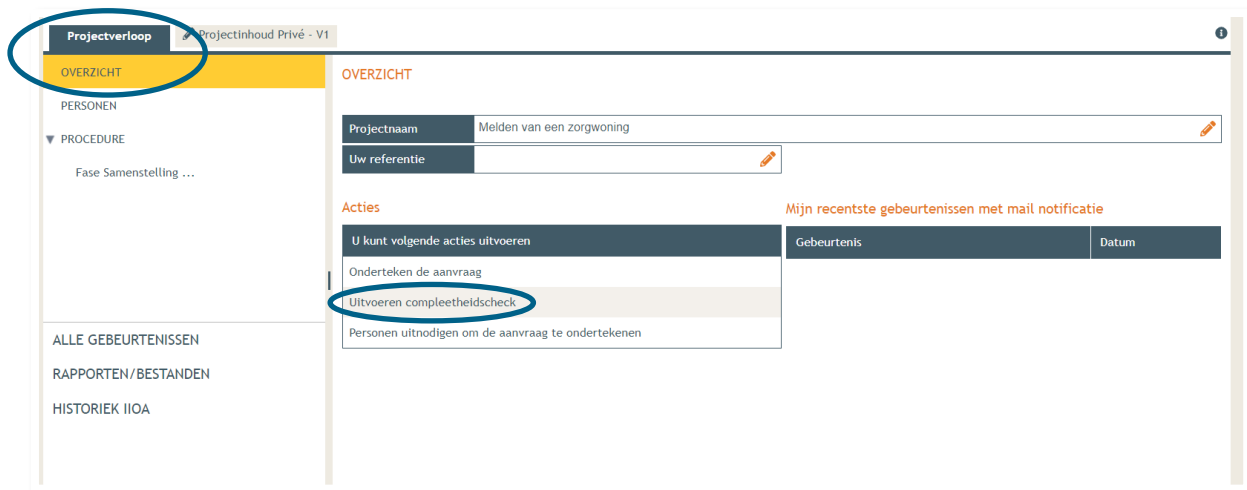 Projectverloop
Projectinhoud Privé - V1
OVERZICHT
PERSONEN
PROCEDURE
Fase Samenstelling ...
ALLE GEBEURTENISSEN
RAPPORTEN/BESTANDEN
HISTORIEK IIOA
OVERZICHT
Projectnaam Melden van een zorgwoning
Uw referentie
Acties
U kunt volgende acties uitvoeren
Onderteken de aanvraag
Uitvoeren compleetheidscheck
Personen uitnodigen om de aanvraag te ondertekenen
Mijn recentste gebeurtenissen met mail notificatie
Gebeurtenis Datum